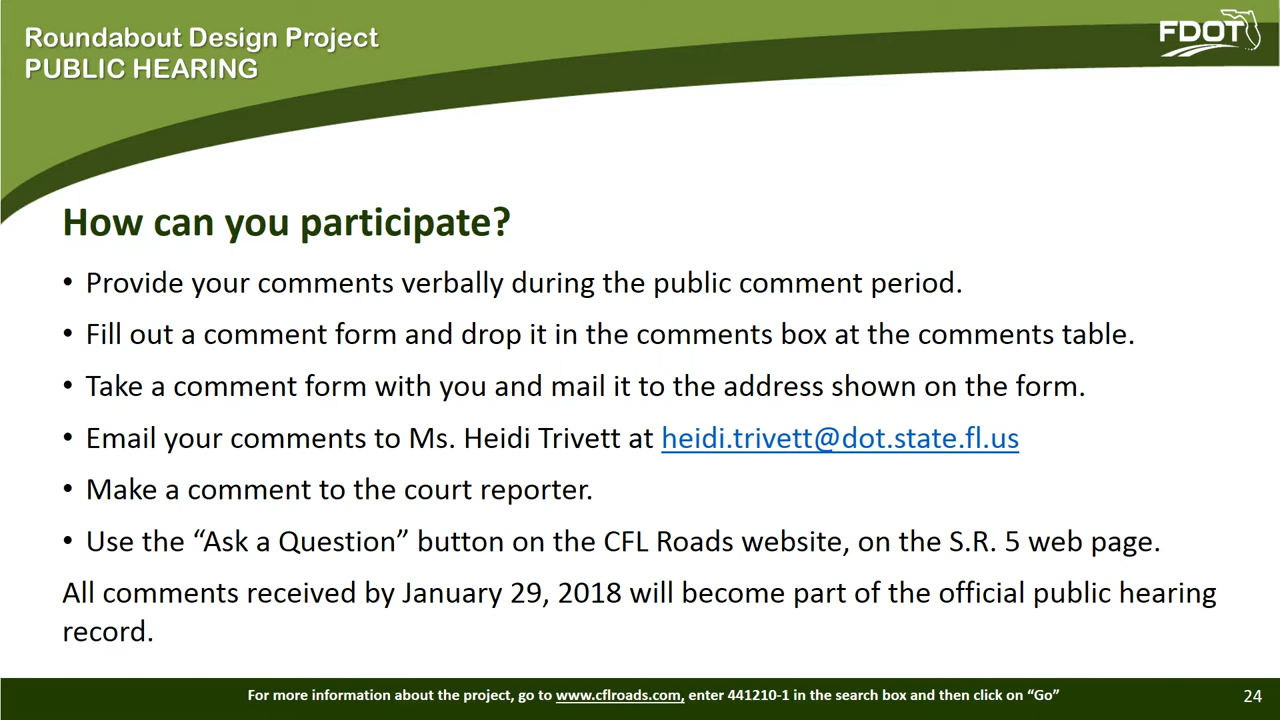 Roundabout Design Project
PUBLIC HEARING
FDOT
How can you participate?
• Provide your comments verbally during the public comment period.
• Fill out a comment form and drop it in the comments box at the comments table.
• Take a comment form with you and mail it to the address shown on the form.
• Email your comments to Ms. Heidi Trivett at heidi.trivett@dot.state.fl.us
• Make a comment to the court reporter.
• Use the “Ask a Question” button on the CFL Roads website, on the S.R. 5 web page.
All comments received by January 29, 2018 will become part of the official public hearing
record.
For more information about the project, go to www.cflroads.com, enter 441210-1 in the search box and then click on “Go”
24